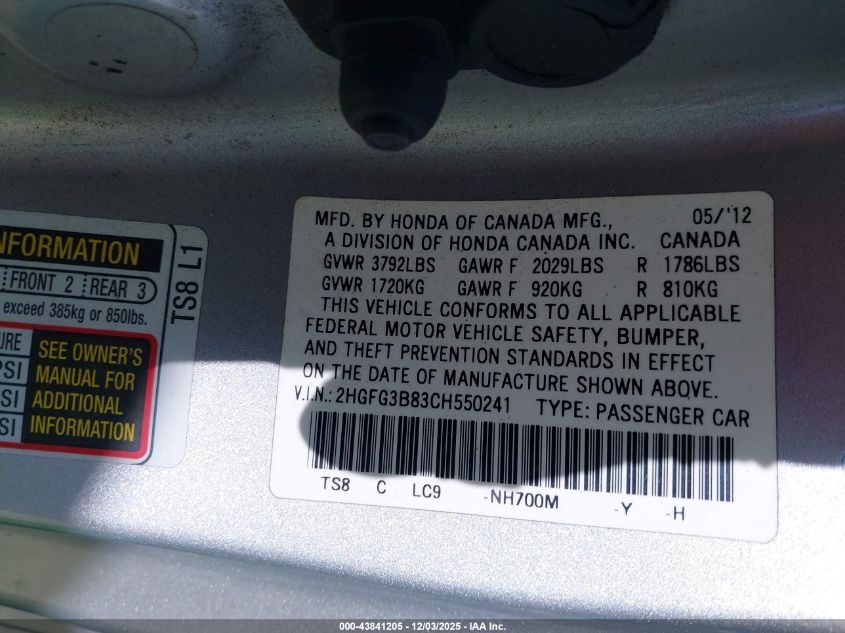 NFORMATION
FRONT 2 REAR 3
exceed 385kg or 850lbs.
URE
PSI
SI
SI
SEE OWNER'S
MANUAL FOR
ADDITIONAL
INFORMATION
TS8 L1
MFD. BY HONDA OF CANADA MFG., 05/'12
A DIVISION OF HONDA CANADA INC. CANADA
GVWR 3792LBS GAWR F 2029LBS R 1786LBS
GVWR 1720KG GAWR F 920KG R 810KG
THIS VEHICLE CONFORMS TO ALL APPLICABLE
FEDERAL MOTOR VEHICLE SAFETY, BUMPER,
AND THEFT PREVENTION STANDARDS IN EFFECT
ON THE DATE OF MANUFACTURE SHOWN ABOVE.
V.I.N.: 2HGFG3B83CH550241 TYPE: PASSENGER CAR
TS8 C LC9 -NH700M -Y -H
000-43841205 - 12/03/2025 - IAA Inc.